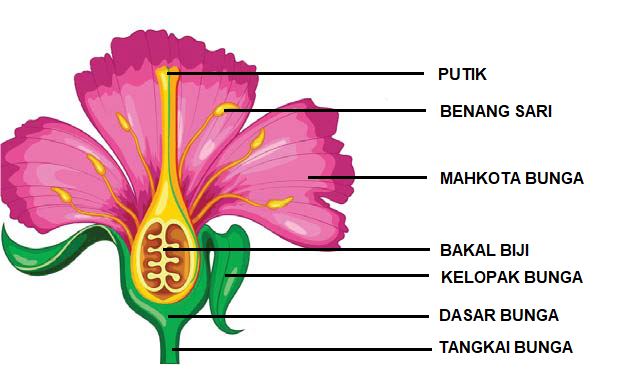 PUTIK
BENANG SARI
MAHKOTA BUNGA
BAKAL BIJI
KELOPAK BUNGA
DASAR BUNGA
TANGKAI BUNGA